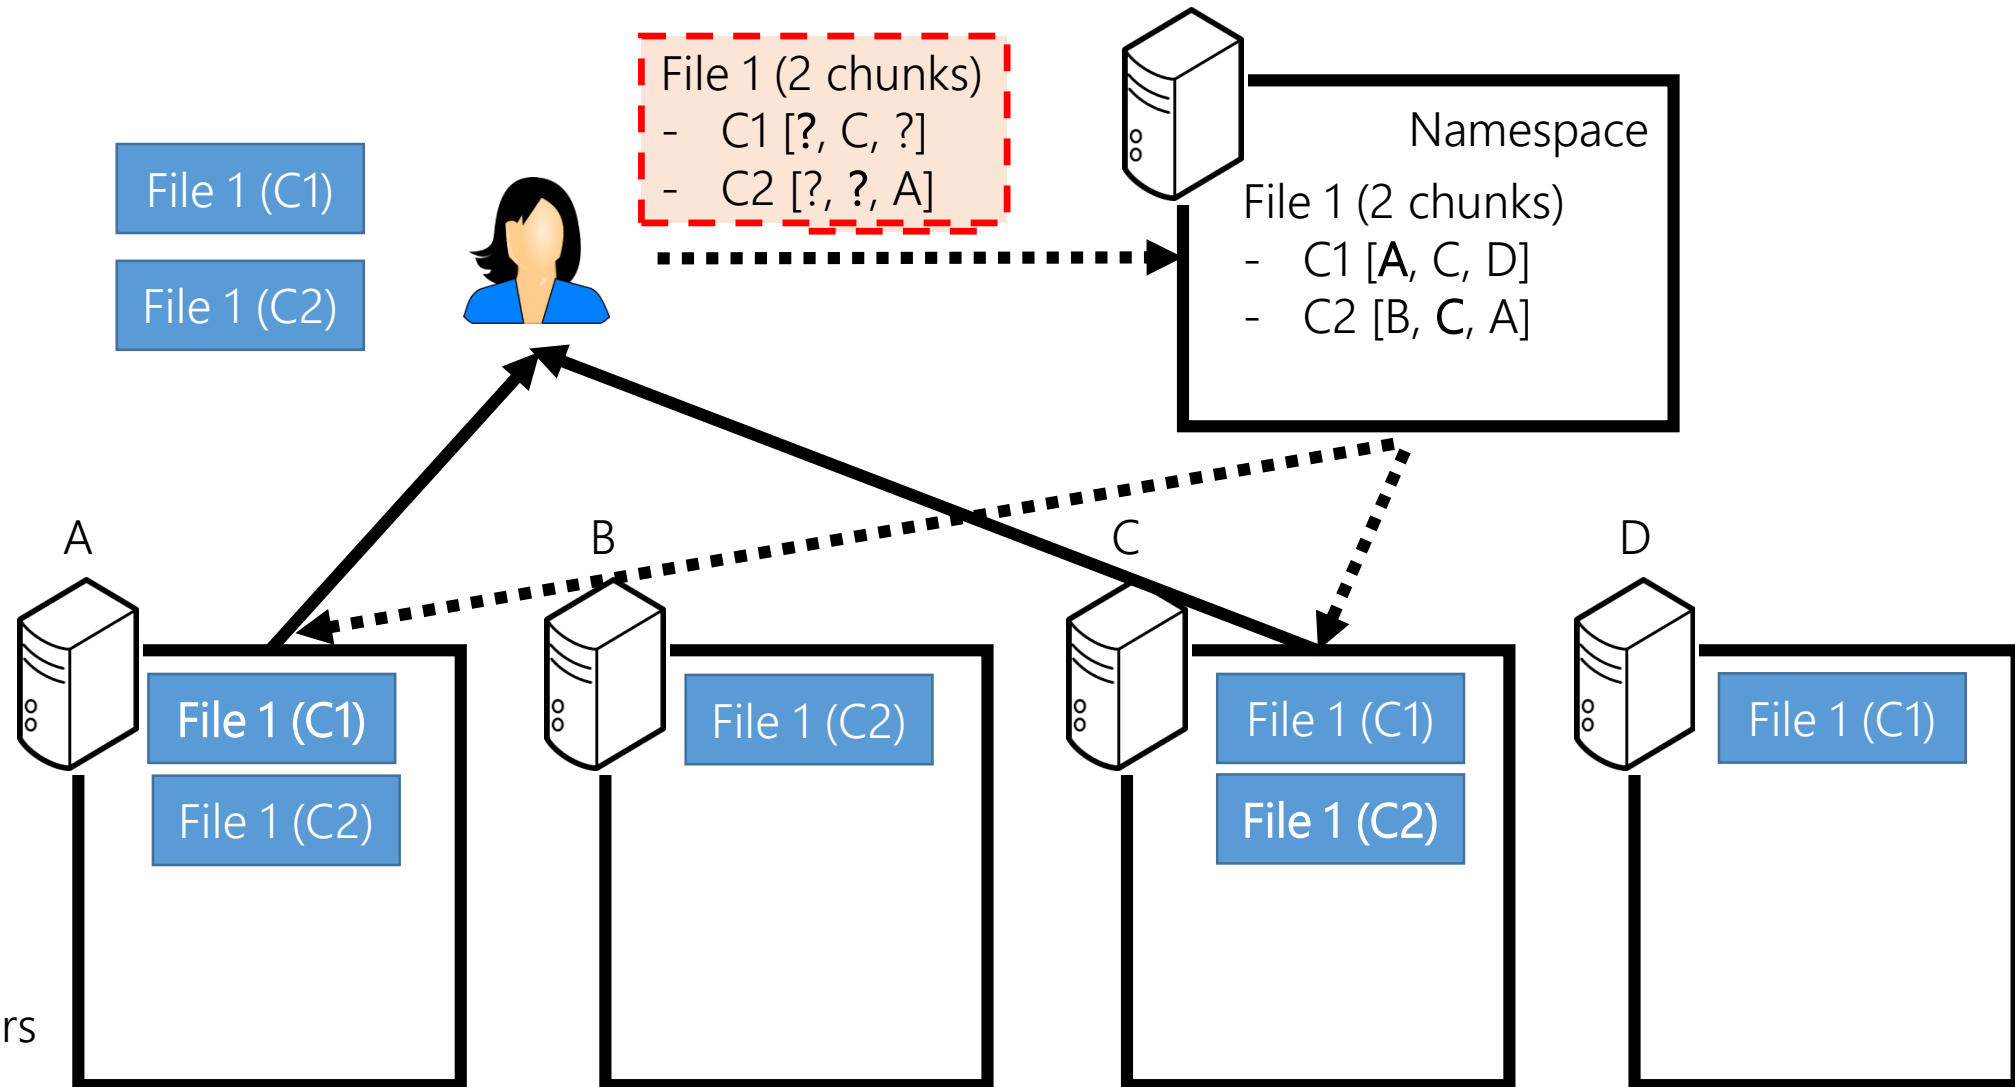 File 1 (2 chunks)
- C1 [?, C, ?]
- C2 [?, ?, A]
Namespace
File 1 (2 chunks)
- C1 [A, C, D]
- C2 [B, C, A]
File 1 (C1)
File 1 (C2)
A
B
C
D
File 1 (C1)
File 1 (C2)
File 1 (C2)
File 1 (C1)
File 1 (C2)
File 1 (C1)
rs